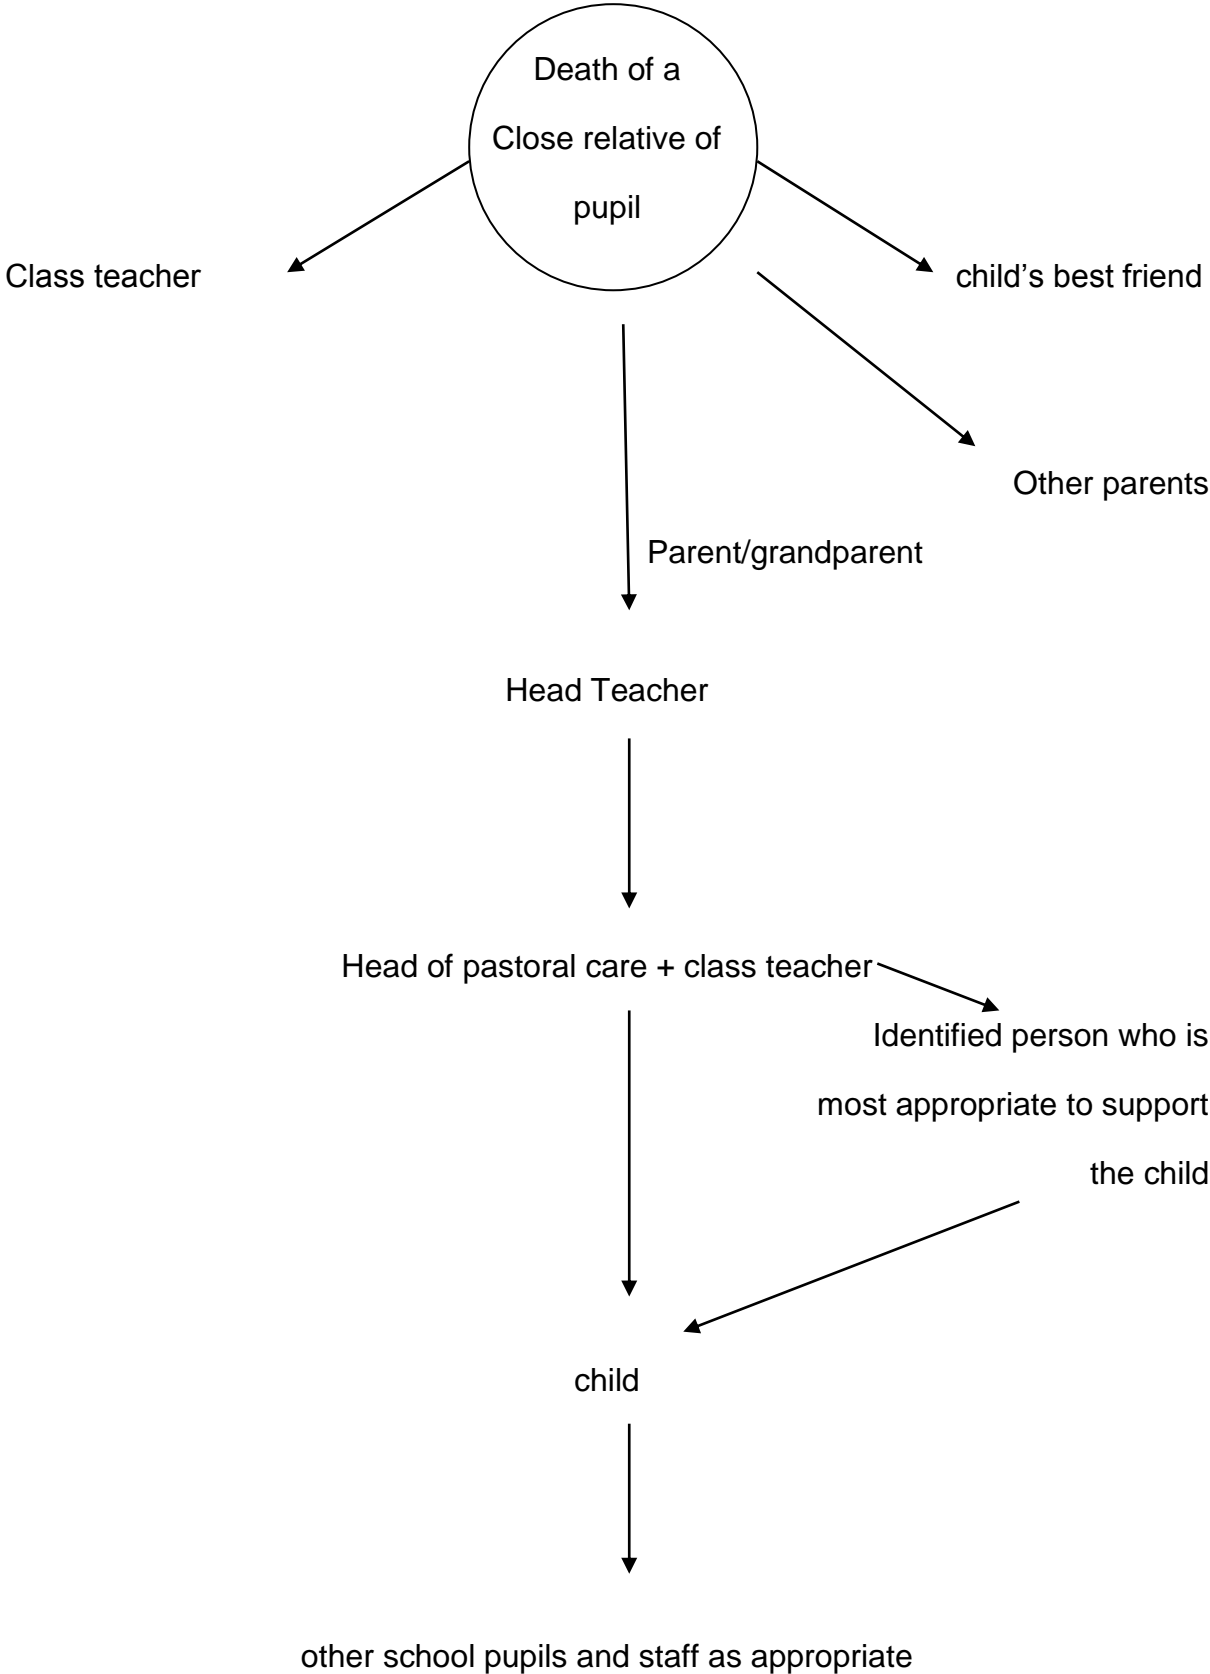 Death of a
Close relative of
pupil
Class teacher
child’s best friend
Other parents
Parent/grandparent
Head Teacher
Head of pastoral care + class teacher
Identified person who is
most appropriate to support
the child
child
other school pupils and staff as appropriate